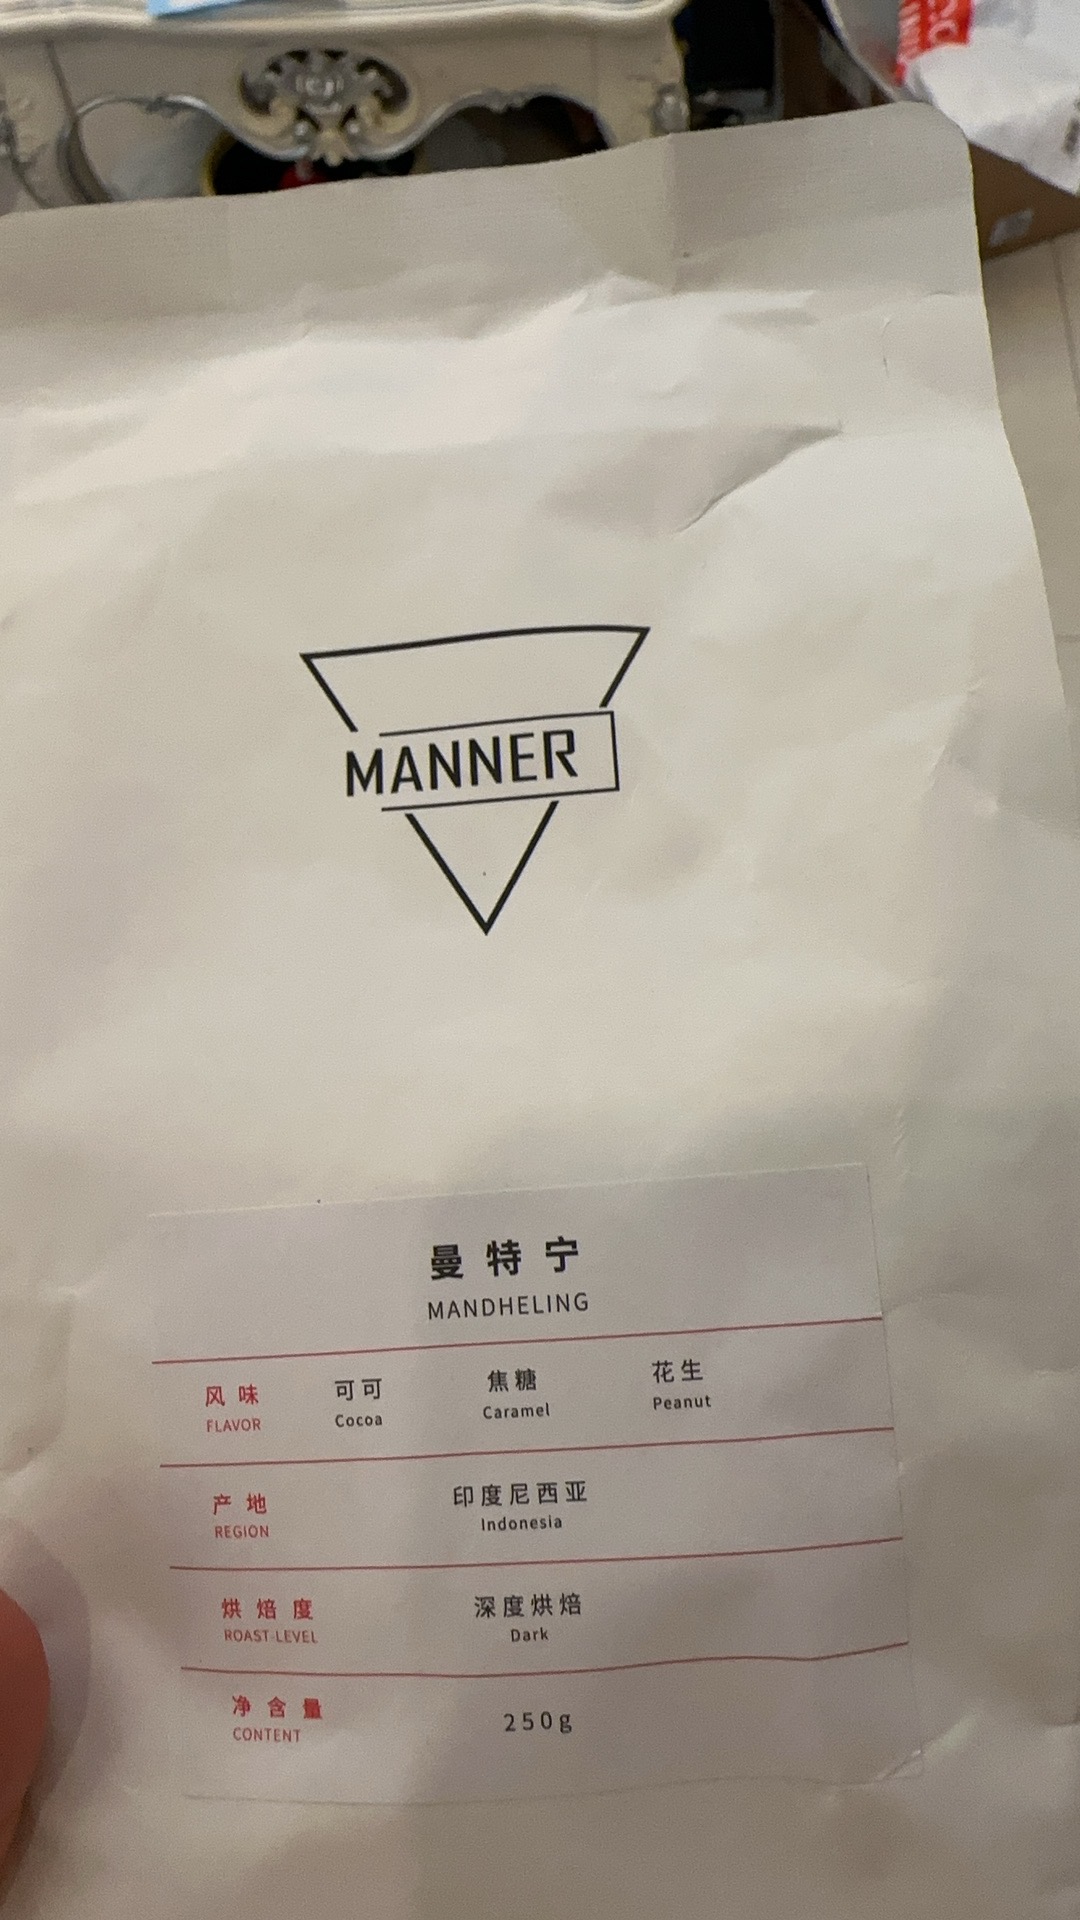 MANNER
曼特宁
MANDHELING
风味 可可 焦糖 花生
FLAVOR Cocoa Caramel Peanut
产地 印度尼西亚
REGION Indonesia
烘焙度 深度烘焙
ROAST-LEVEL Dark
净含量 250g
CONTENT